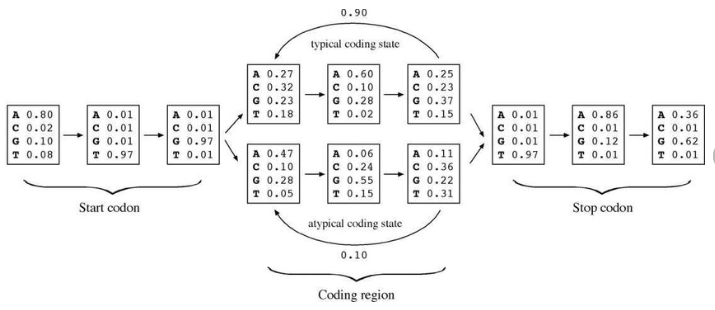 0.90
typical coding state
A 0.27
C 0.32
G 0.23
T 0.18
A 0.60
C 0.10
G 0.28
T 0.02
A 0.25
C 0.23
G 0.37
T 0.15
A 0.80
C 0.02
G 0.10
T 0.08
A 0.01
C 0.01
G 0.01
T 0.97
A 0.01
C 0.01
G 0.97
T 0.01
A 0.01
C 0.01
G 0.01
T 0.97
A 0.86
C 0.01
G 0.12
T 0.01
A 0.36
C 0.01
G 0.62
T 0.01
A 0.47
C 0.10
G 0.28
T 0.05
A 0.06
C 0.24
G 0.55
T 0.15
A 0.11
C 0.36
G 0.22
T 0.31
Start codon
Stop codon
atypical coding state
0.10
Coding region